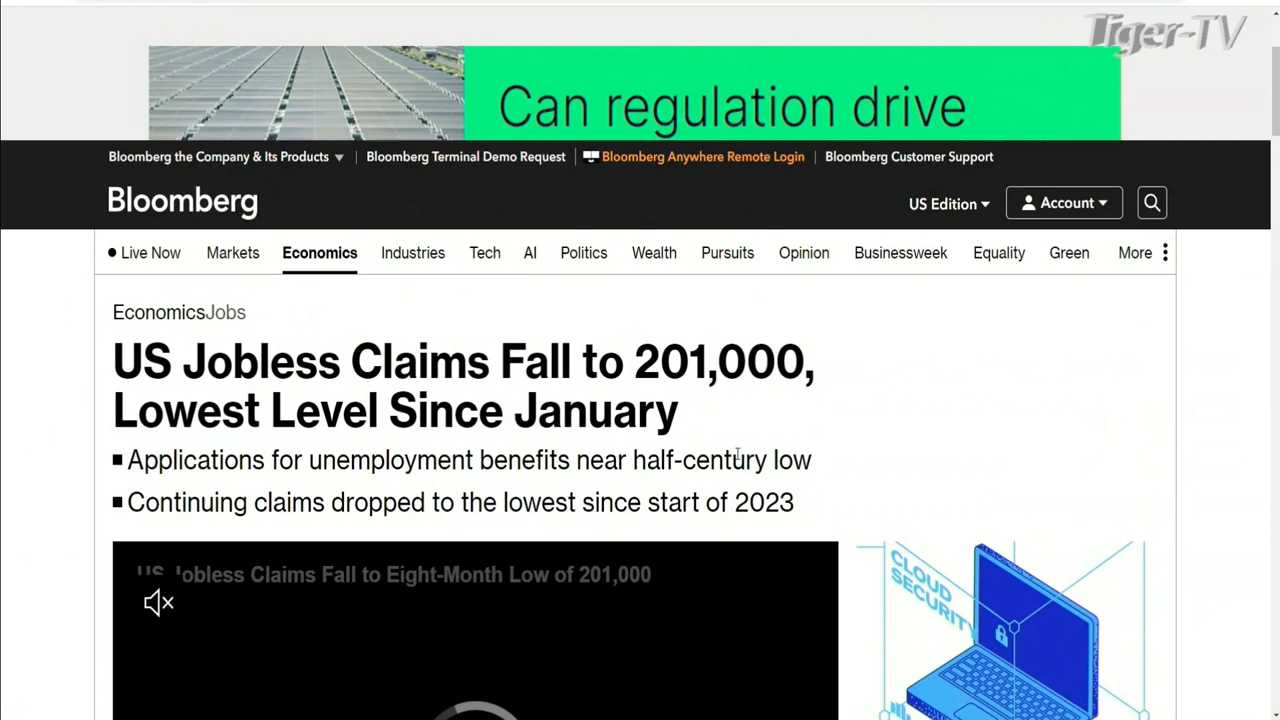 Tiger-TV
Can regulation drive
Bloomberg the Company & Its Products ▾ | Bloomberg Terminal Demo Request | Bloomberg Anywhere Remote Login | Bloomberg Customer Support
Bloomberg
US Edition ▾ Account ▾
• Live Now Markets Economics Industries Tech AI Politics Wealth Pursuits Opinion Businessweek Equality Green More
EconomicsJobs
US Jobless Claims Fall to 201,000,
Lowest Level Since January
■ Applications for unemployment benefits near half-century low
■ Continuing claims dropped to the lowest since start of 2023
US Jobless Claims Fall to Eight-Month Low of 201,000
CLOUD
SECURITY